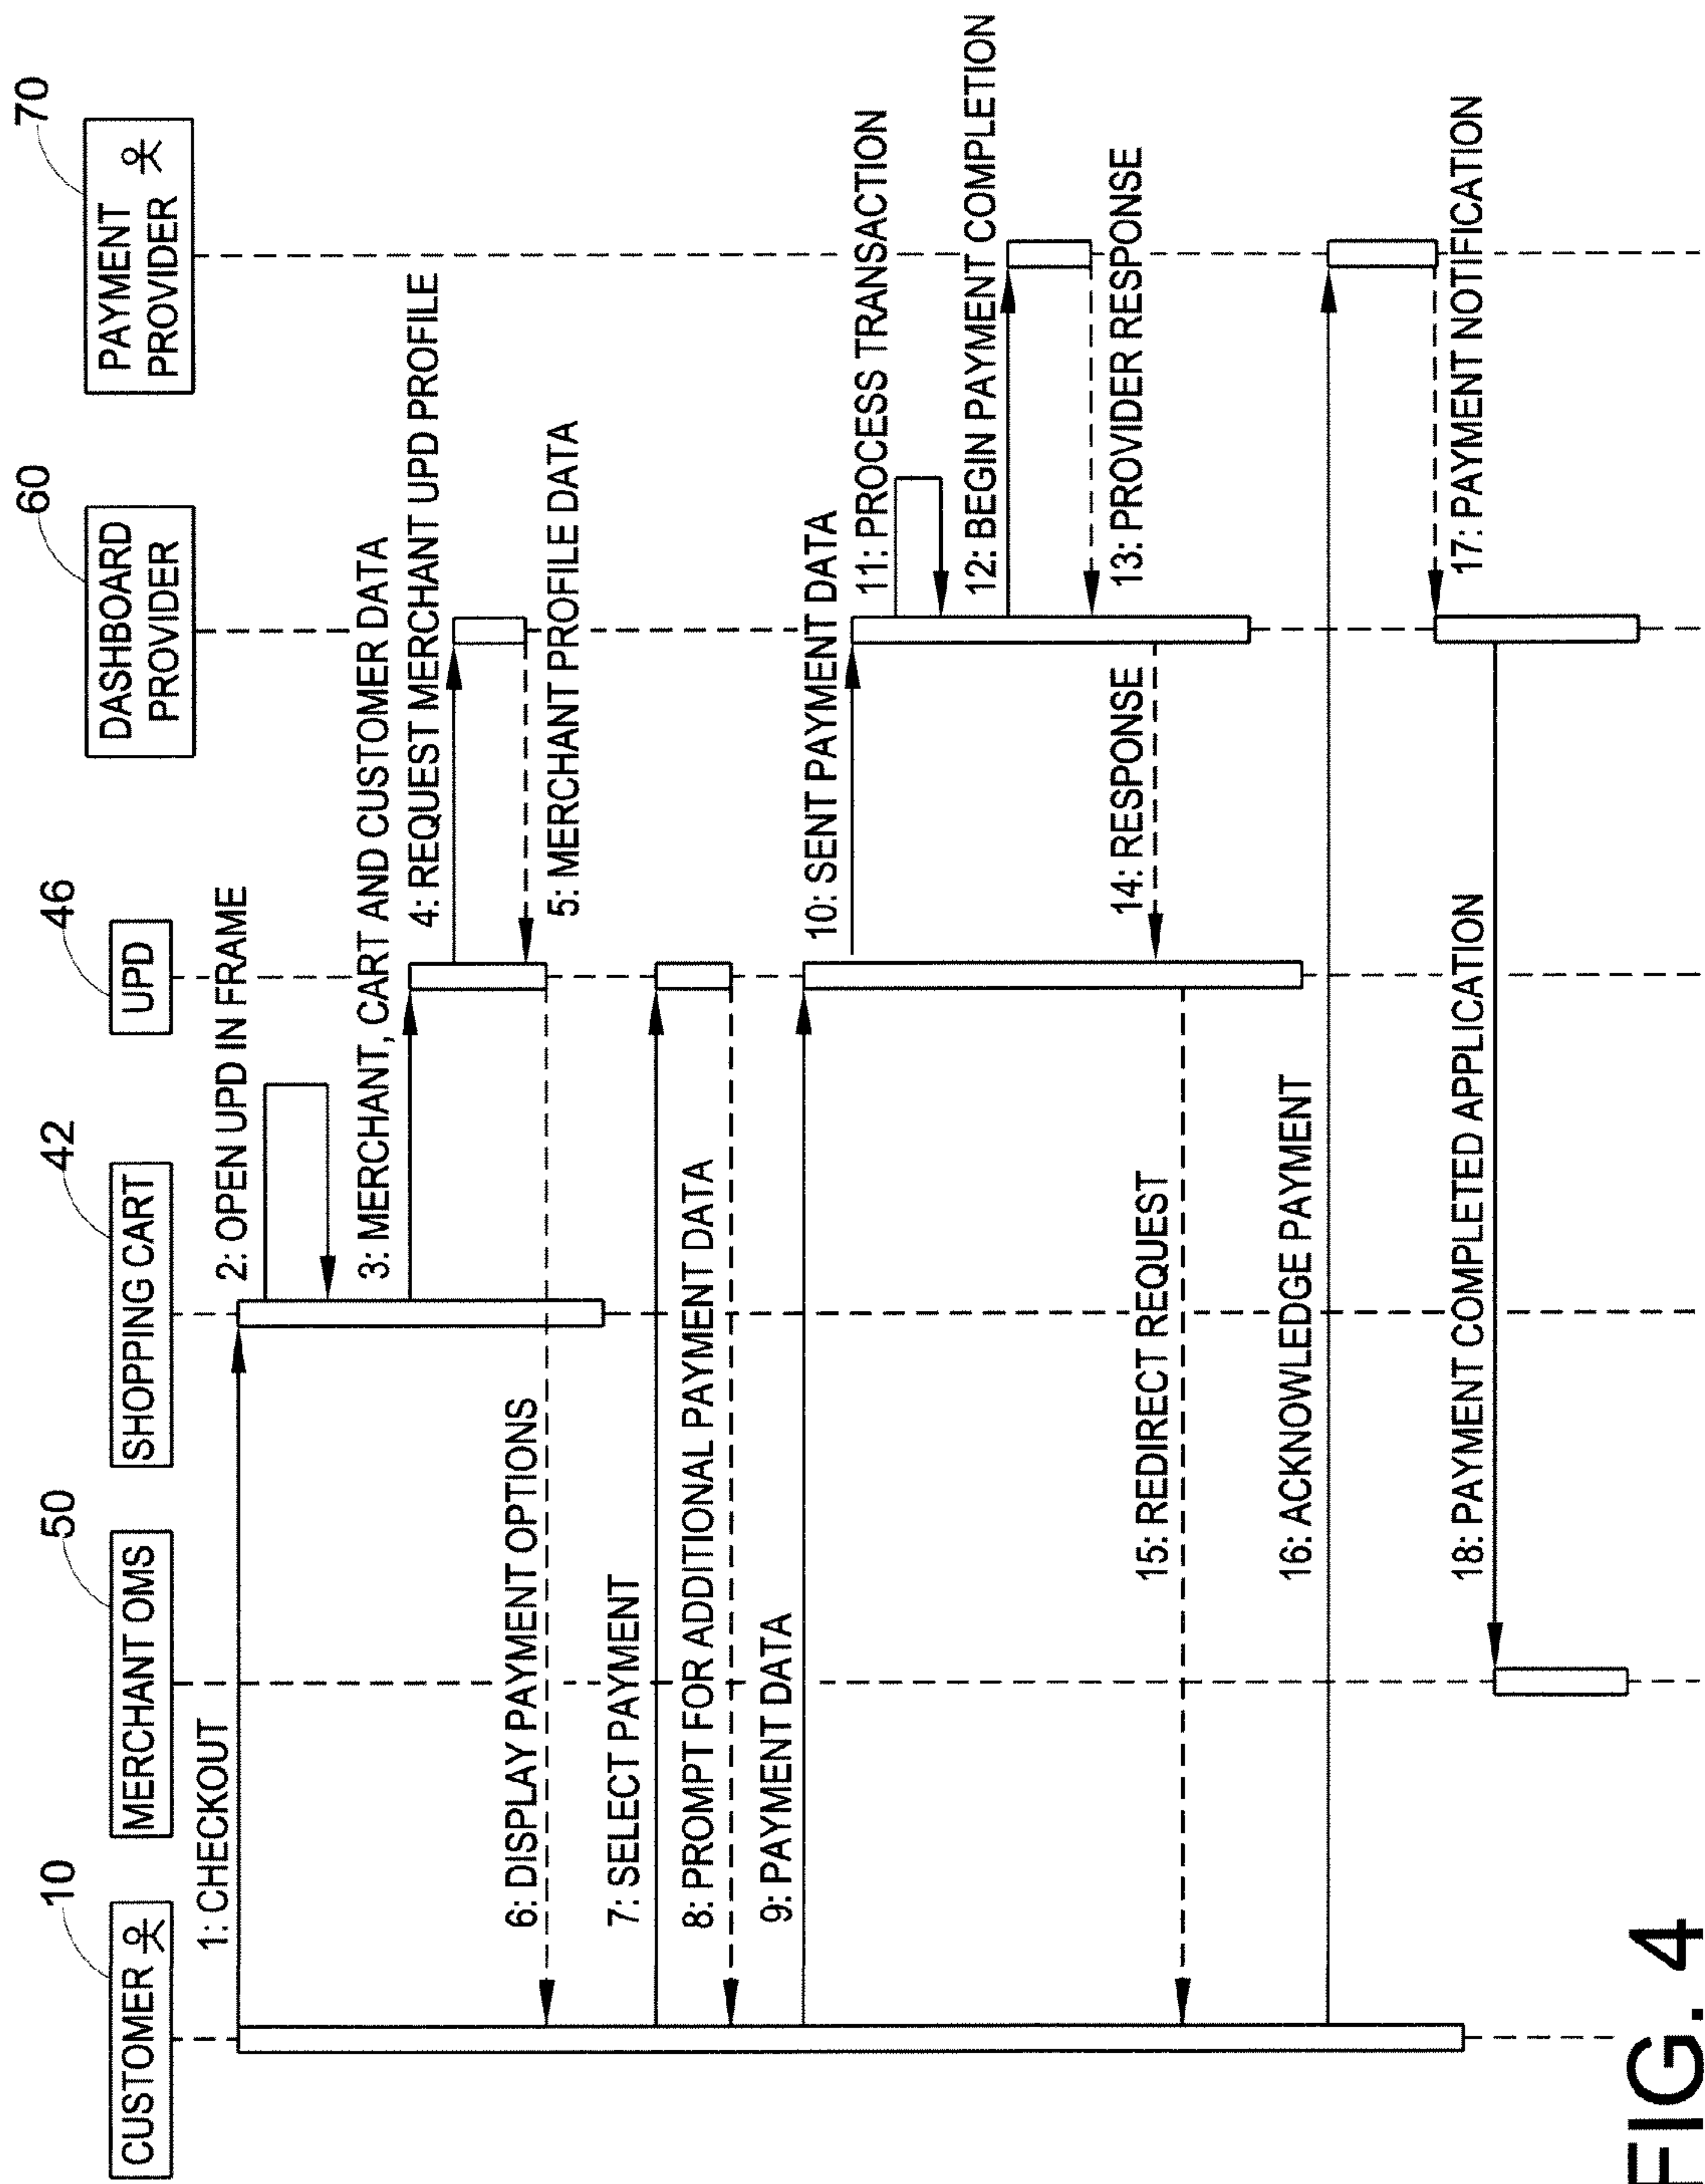 10
CUSTOMER
50
MERCHANT OMS
42
SHOPPING CART
46
UPD
60
DASHBOARD
PROVIDER
70
PAYMENT
PROVIDER
1: CHECKOUT
2: OPEN UPD IN FRAME
3: MERCHANT, CART AND CUSTOMER DATA
4: REQUEST MERCHANT UPD PROFILE
5: MERCHANT PROFILE DATA
6: DISPLAY PAYMENT OPTIONS
7: SELECT PAYMENT
8: PROMPT FOR ADDITIONAL PAYMENT DATA
9: PAYMENT DATA
10: SENT PAYMENT DATA
11: PROCESS TRANSACTION
12: BEGIN PAYMENT COMPLETION
13: PROVIDER RESPONSE
14: RESPONSE
15: REDIRECT REQUEST
16: ACKNOWLEDGE PAYMENT
17: PAYMENT NOTIFICATION
18: PAYMENT COMPLETED APPLICATION
FIG. 4